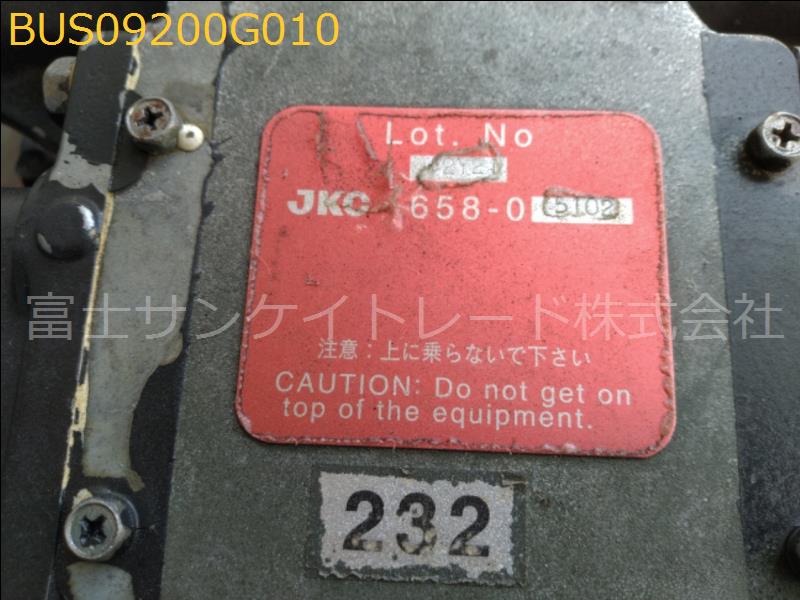 BUS09200G010
Lot. No
JKC 658-0 5102
富士サンケイトレード株式会社
注意：上に乗らないで下さい
CAUTION: Do not get on
top of the equipment.
232